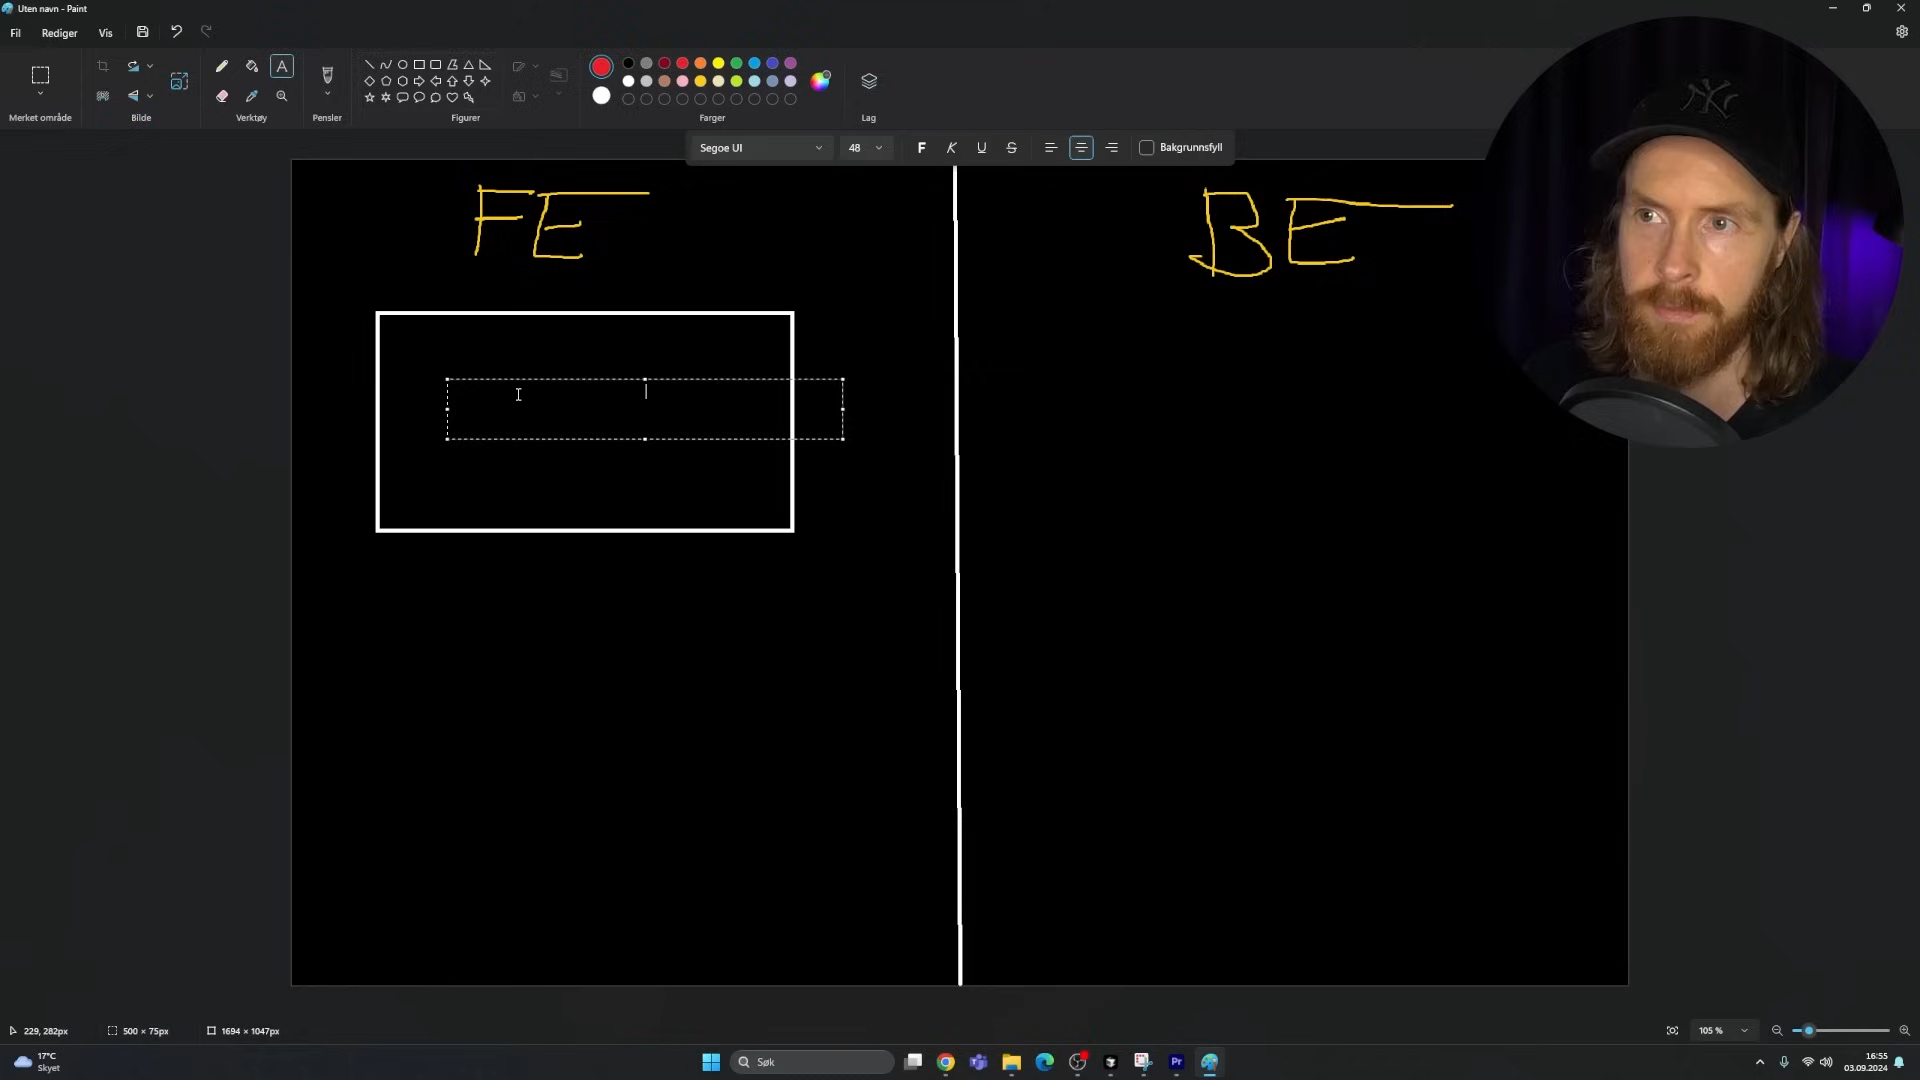 Uten navn - Paint
Fil Rediger Vis
Merket område Bilde Verktøy Pensler Figurer Farger Lag
Segoe UI 48 F K U S Bakgrunnsfyll
FE BE
229, 282px 500 × 75px 1694 × 1047px 105 %
17°C
Skyet
Søk
16:55
03.09.2024